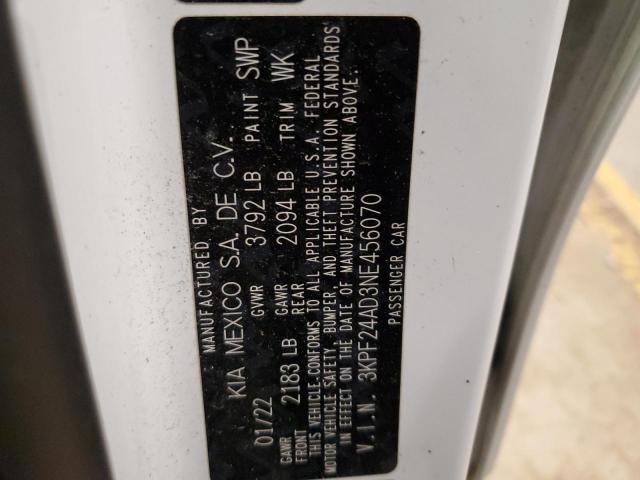 MANUFACTURED BY
KIA MEXICO S.A. DE C.V.
01/22 GVWR 3792 LB PAINT SWP
GAWR FRONT 2183 LB GAWR REAR 2094 LB TRIM WK
THIS VEHICLE CONFORMS TO ALL APPLICABLE U.S.A. FEDERAL
MOTOR VEHICLE SAFETY, BUMPER, AND THEFT PREVENTION STANDARDS
IN EFFECT ON THE DATE OF MANUFACTURE SHOWN ABOVE.
V.I.N. 3KPF24AD3NE456070
PASSENGER CAR